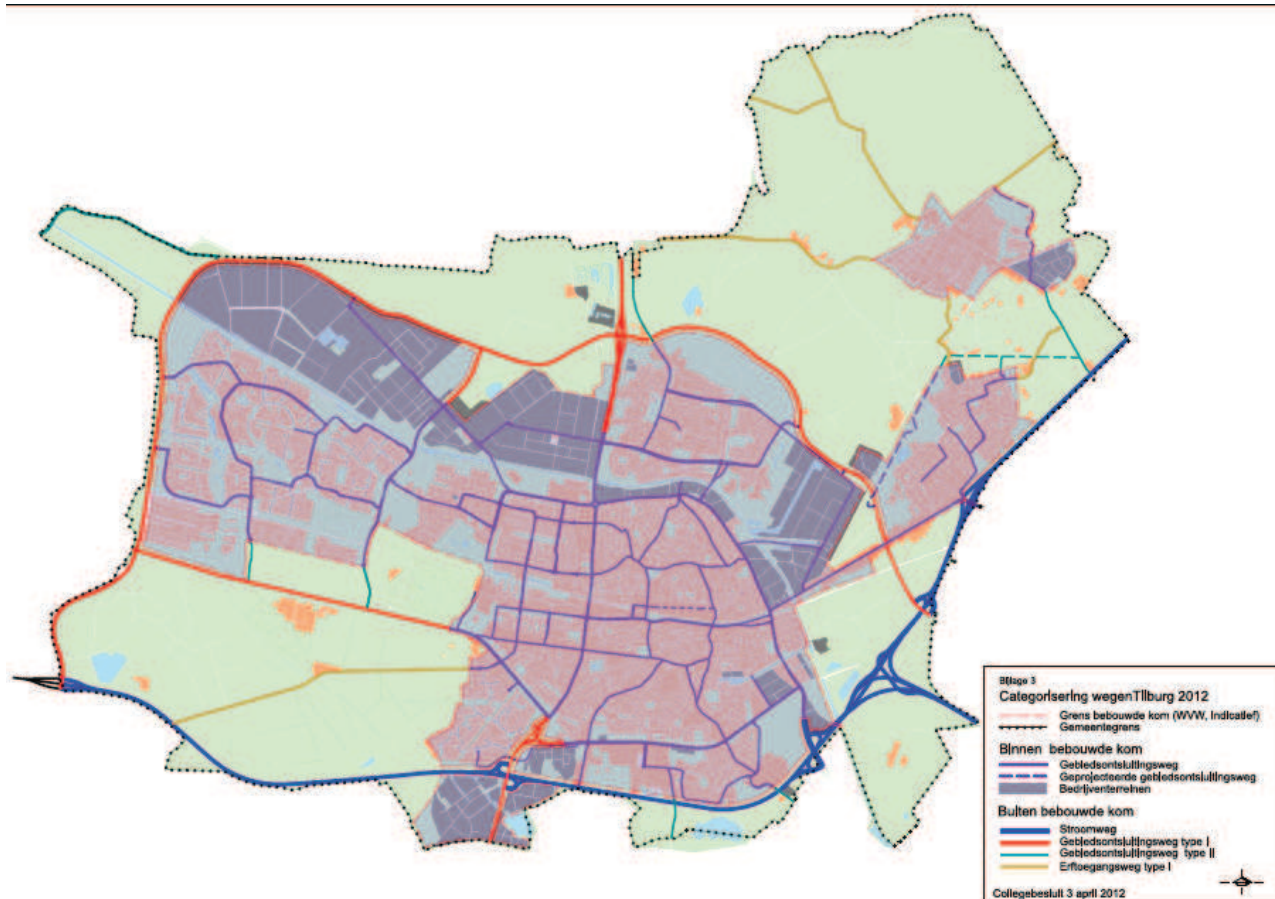 Bijlage 3
Categorisering wegen Tilburg 2012
Grens bebouwde kom (WVW, Indicatief)
Gemeentegrens
Binnen bebouwde kom
Gebiedsontsluitingsweg
Geprojecteerde gebiedsontsluitingsweg
Bedrijventerreinen
Buiten bebouwde kom
Stroomweg
Gebiedsontsluitingsweg type I
Gebiedsontsluitingsweg type II
Erftoegangsweg type I
Collegebesluit 3 april 2012